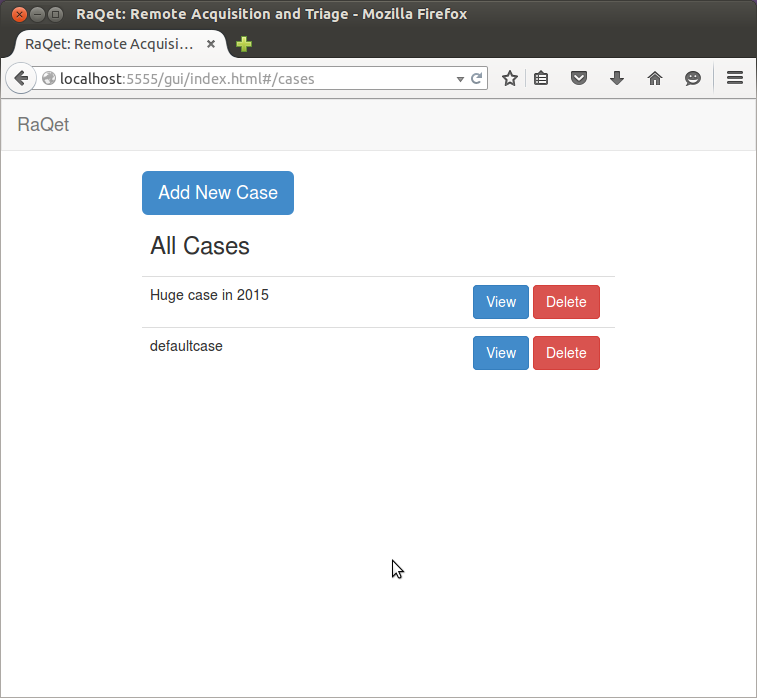 RaQet: Remote Acquisition and Triage - Mozilla Firefox
RaQet: Remote Acquisi...
localhost:5555/gui/index.html#/cases
RaQet
Add New Case
All Cases
Huge case in 2015 View Delete
defaultcase View Delete